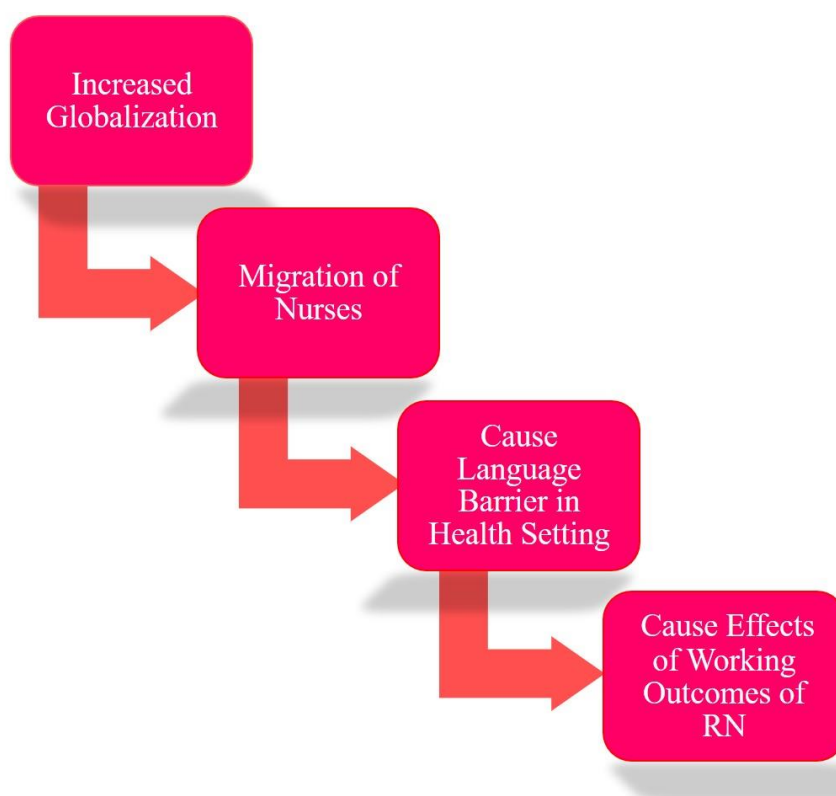 Increased
Globalization
Migration of
Nurses
Cause
Language
Barrier in
Health Setting
Cause Effects
of Working
Outcomes of
RN